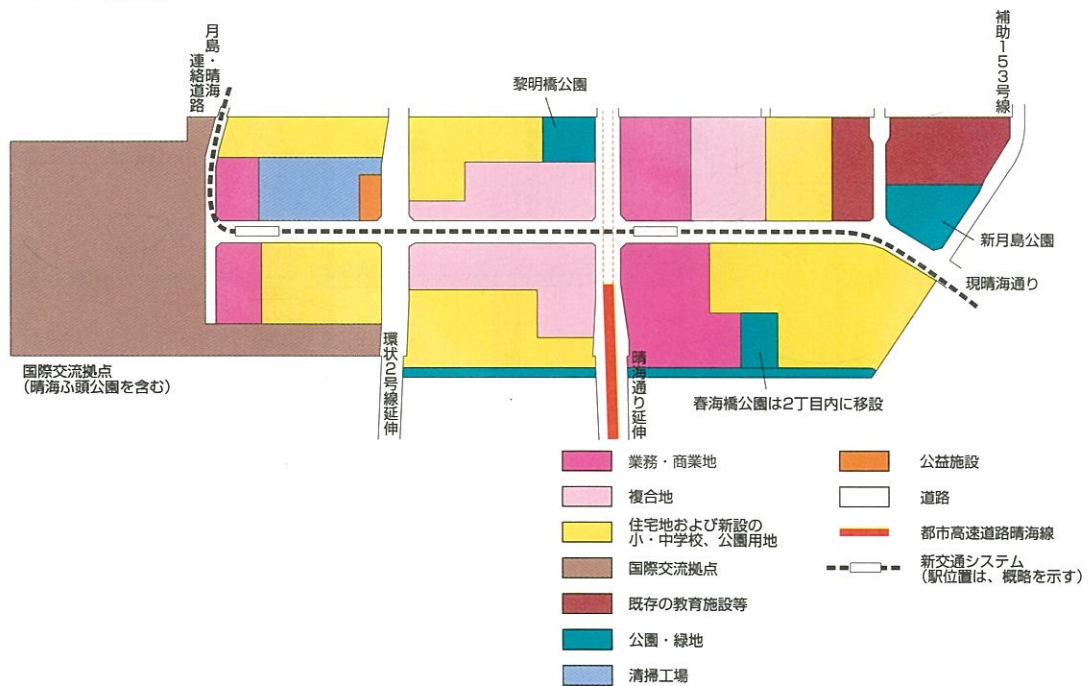 月島・晴海
連絡道路
黎明橋公園
補助153号線
新月島公園
現晴海通り
国際交流拠点
(晴海ふ頭公園を含む)
環状2号線延伸
晴海通り延伸
春海橋公園は2丁目内に移設
業務・商業地
複合地
住宅地および新設の
小・中学校、公園用地
国際交流拠点
既存の教育施設等
公園・緑地
清掃工場
公益施設
道路
都市高速道路晴海線
新交通システム
(駅位置は、概略を示す)